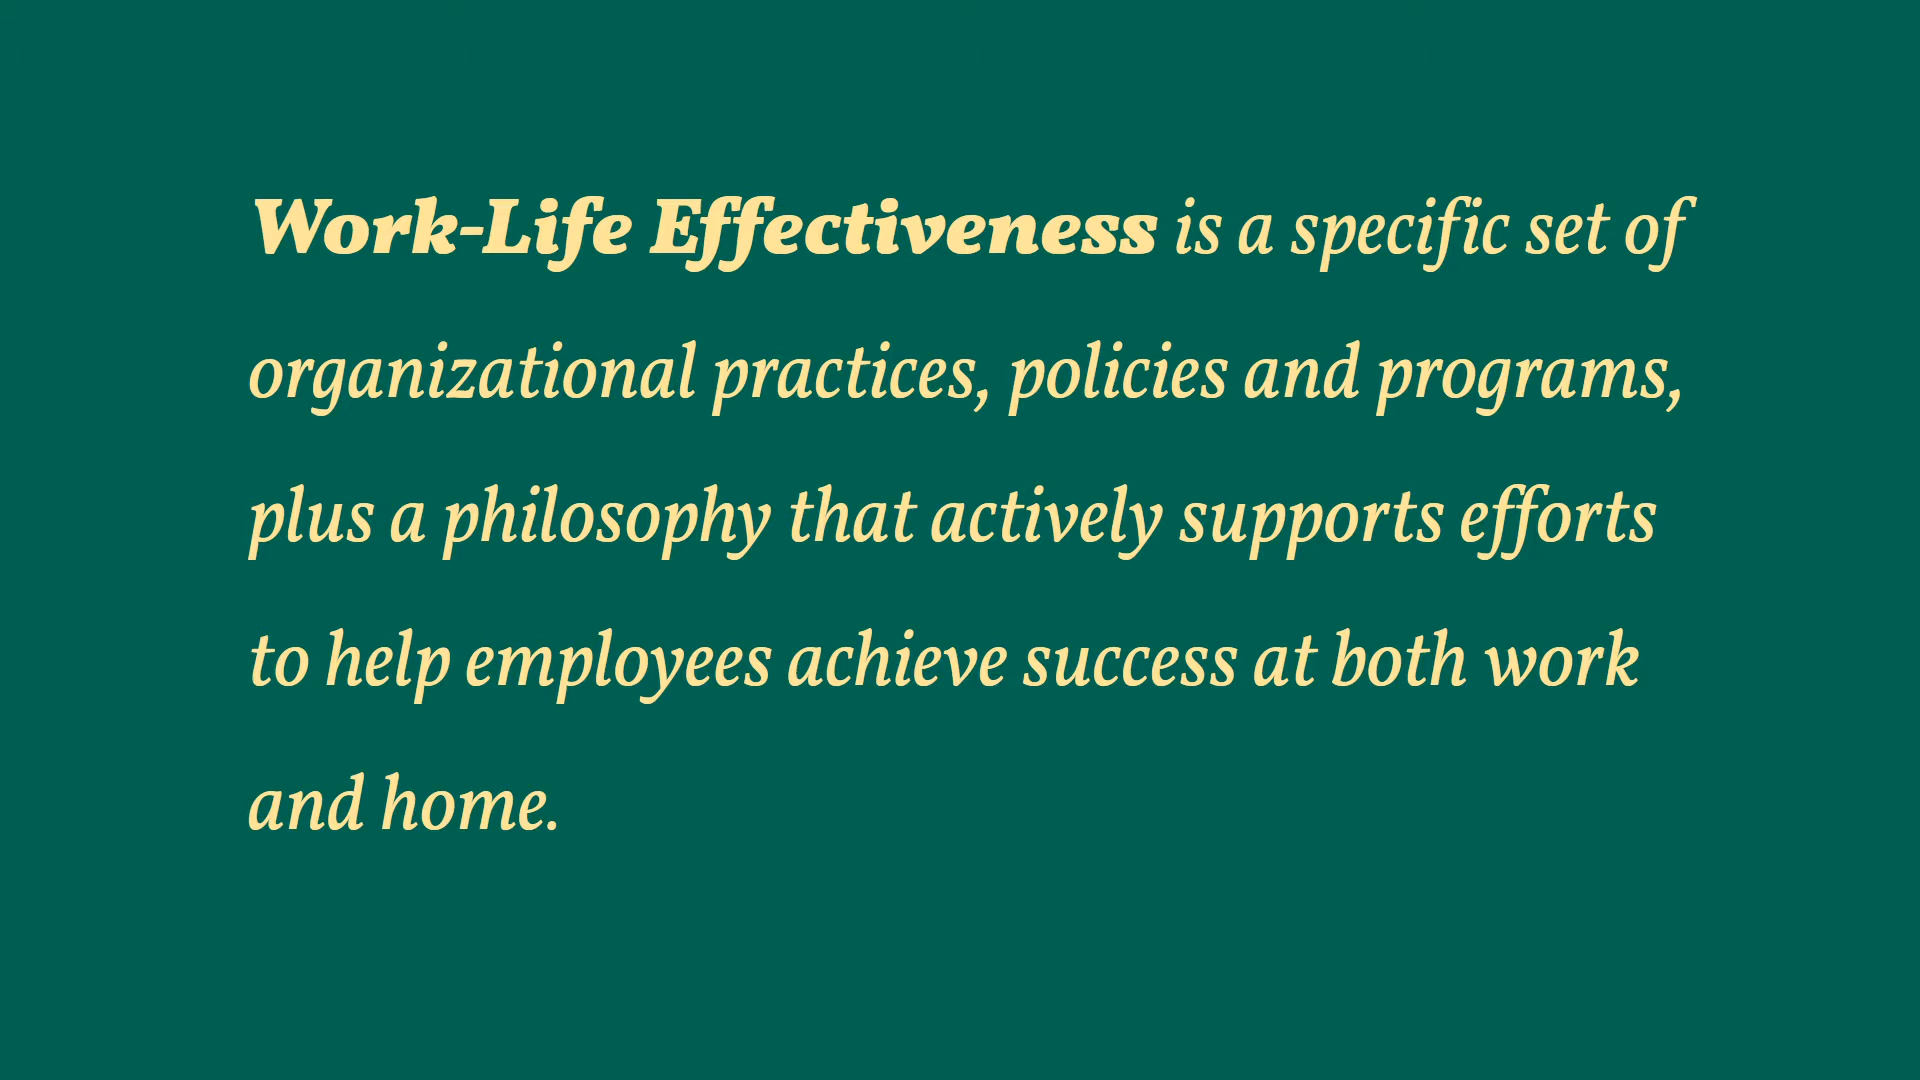 Work-Life Effectiveness is a specific set of
organizational practices, policies and programs,
plus a philosophy that actively supports efforts
to help employees achieve success at both work
and home.